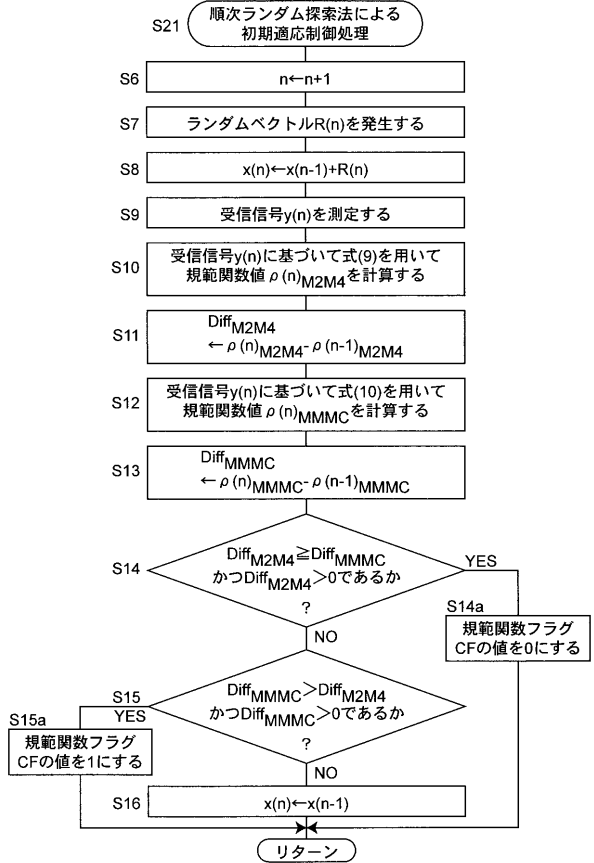 S21
順次ランダム探索法による
初期適応制御処理
S6
n←n+1
S7
ランダムベクトルR(n)を発生する
S8
x(n)←x(n-1)+R(n)
S9
受信信号y(n)を測定する
S10
受信信号y(n)に基づいて式(9)を用いて
規範関数値ρ(n)M2M4を計算する
S11
DiffM2M4
←ρ(n)M2M4-ρ(n-1)M2M4
S12
受信信号y(n)に基づいて式(10)を用いて
規範関数値ρ(n)MMMCを計算する
S13
DiffMMMC
←ρ(n)MMMC-ρ(n-1)MMMC
S14
DiffM2M4≧DiffMMMC
かつDiffM2M4>0であるか
?
YES
S14a
規範関数フラグ
CFの値を0にする
NO
S15
DiffMMMC>DiffM2M4
かつDiffMMMC>0であるか
?
YES
S15a
規範関数フラグ
CFの値を1にする
NO
S16
x(n)←x(n-1)
リターン